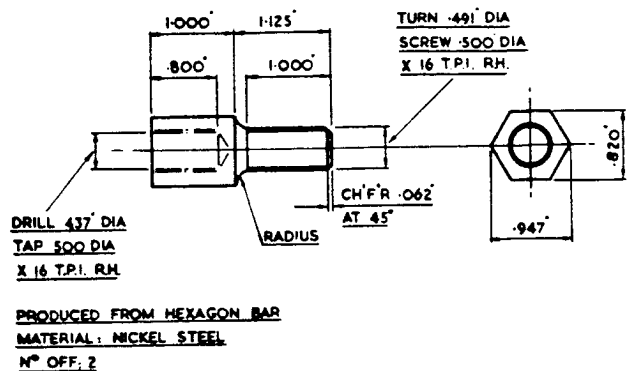 1·000"
1·125"
·800"
1·000"
TURN ·491" DIA
SCREW ·500" DIA
X 16 T.P.I. R.H.
·820"
·947"
CH'F'R ·062"
AT 45°
RADIUS
DRILL 437" DIA
TAP 500 DIA
X 16 T.P.I. R.H.
PRODUCED FROM HEXAGON BAR
MATERIAL: NICKEL STEEL
Nº OFF: 2